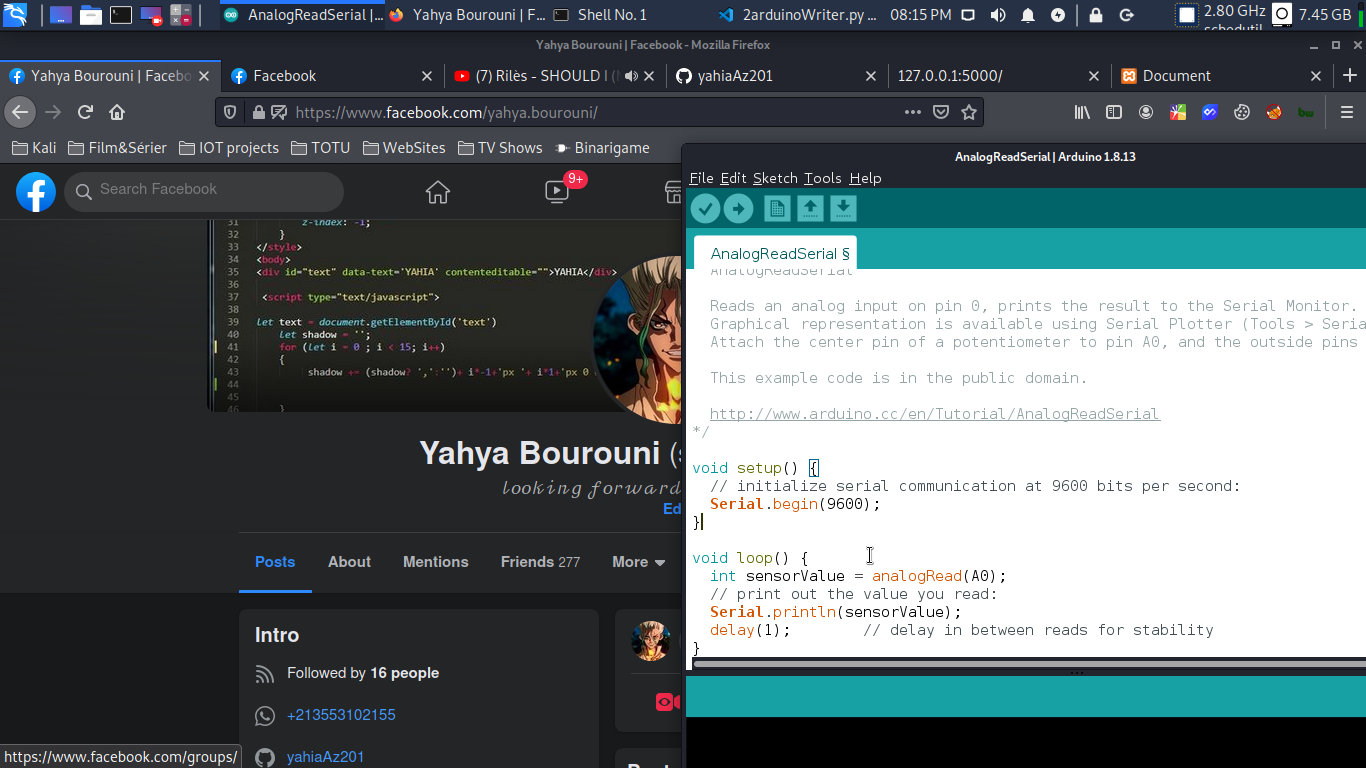 AnalogReadSerial |...
Yahya Bourouni | F...
Shell No. 1
2arduinoWriter.py ...
08:15 PM
2.80 GHz
schedutil
7.45 GB
Yahya Bourouni | Facebook - Mozilla Firefox
Yahya Bourouni | Facebo
Facebook
(7) Rilès - SHOULD I (
yahiaAz201
127.0.0.1:5000/
Document
https://www.facebook.com/yahya.bourouni/
Kali
Film&Sérier
IOT projects
TOTU
WebSites
TV Shows
Binarigame
Search Facebook
9+
31 z-index: -1;
32 }
33 </style>
34 <body>
35 <div id="text" data-text='YAHIA' contenteditable="">YAHIA</div>
36
37 <script type="text/javascript">
38
39 let text = document.getElementById('text')
40 let shadow = '';
41 for (let i = 0 ; i < 15; i++)
42 {
43 shadow += (shadow? ',':'')+ i*-1+'px '+ i*1+'px 0
44
45
46 }
Yahya Bourouni (
looking forward
Ed
Posts
About
Mentions
Friends 277
More
Intro
Followed by 16 people
+213553102155
yahiaAz201
https://www.facebook.com/groups/
AnalogReadSerial | Arduino 1.8.13
File Edit Sketch Tools Help
AnalogReadSerial §
AnalogReadSerial
Reads an analog input on pin 0, prints the result to the Serial Monitor.
Graphical representation is available using Serial Plotter (Tools > Seria
Attach the center pin of a potentiometer to pin A0, and the outside pins
This example code is in the public domain.
http://www.arduino.cc/en/Tutorial/AnalogReadSerial
*/
void setup() {
// initialize serial communication at 9600 bits per second:
Serial.begin(9600);
}
void loop() {
int sensorValue = analogRead(A0);
// print out the value you read:
Serial.println(sensorValue);
delay(1); // delay in between reads for stability
}